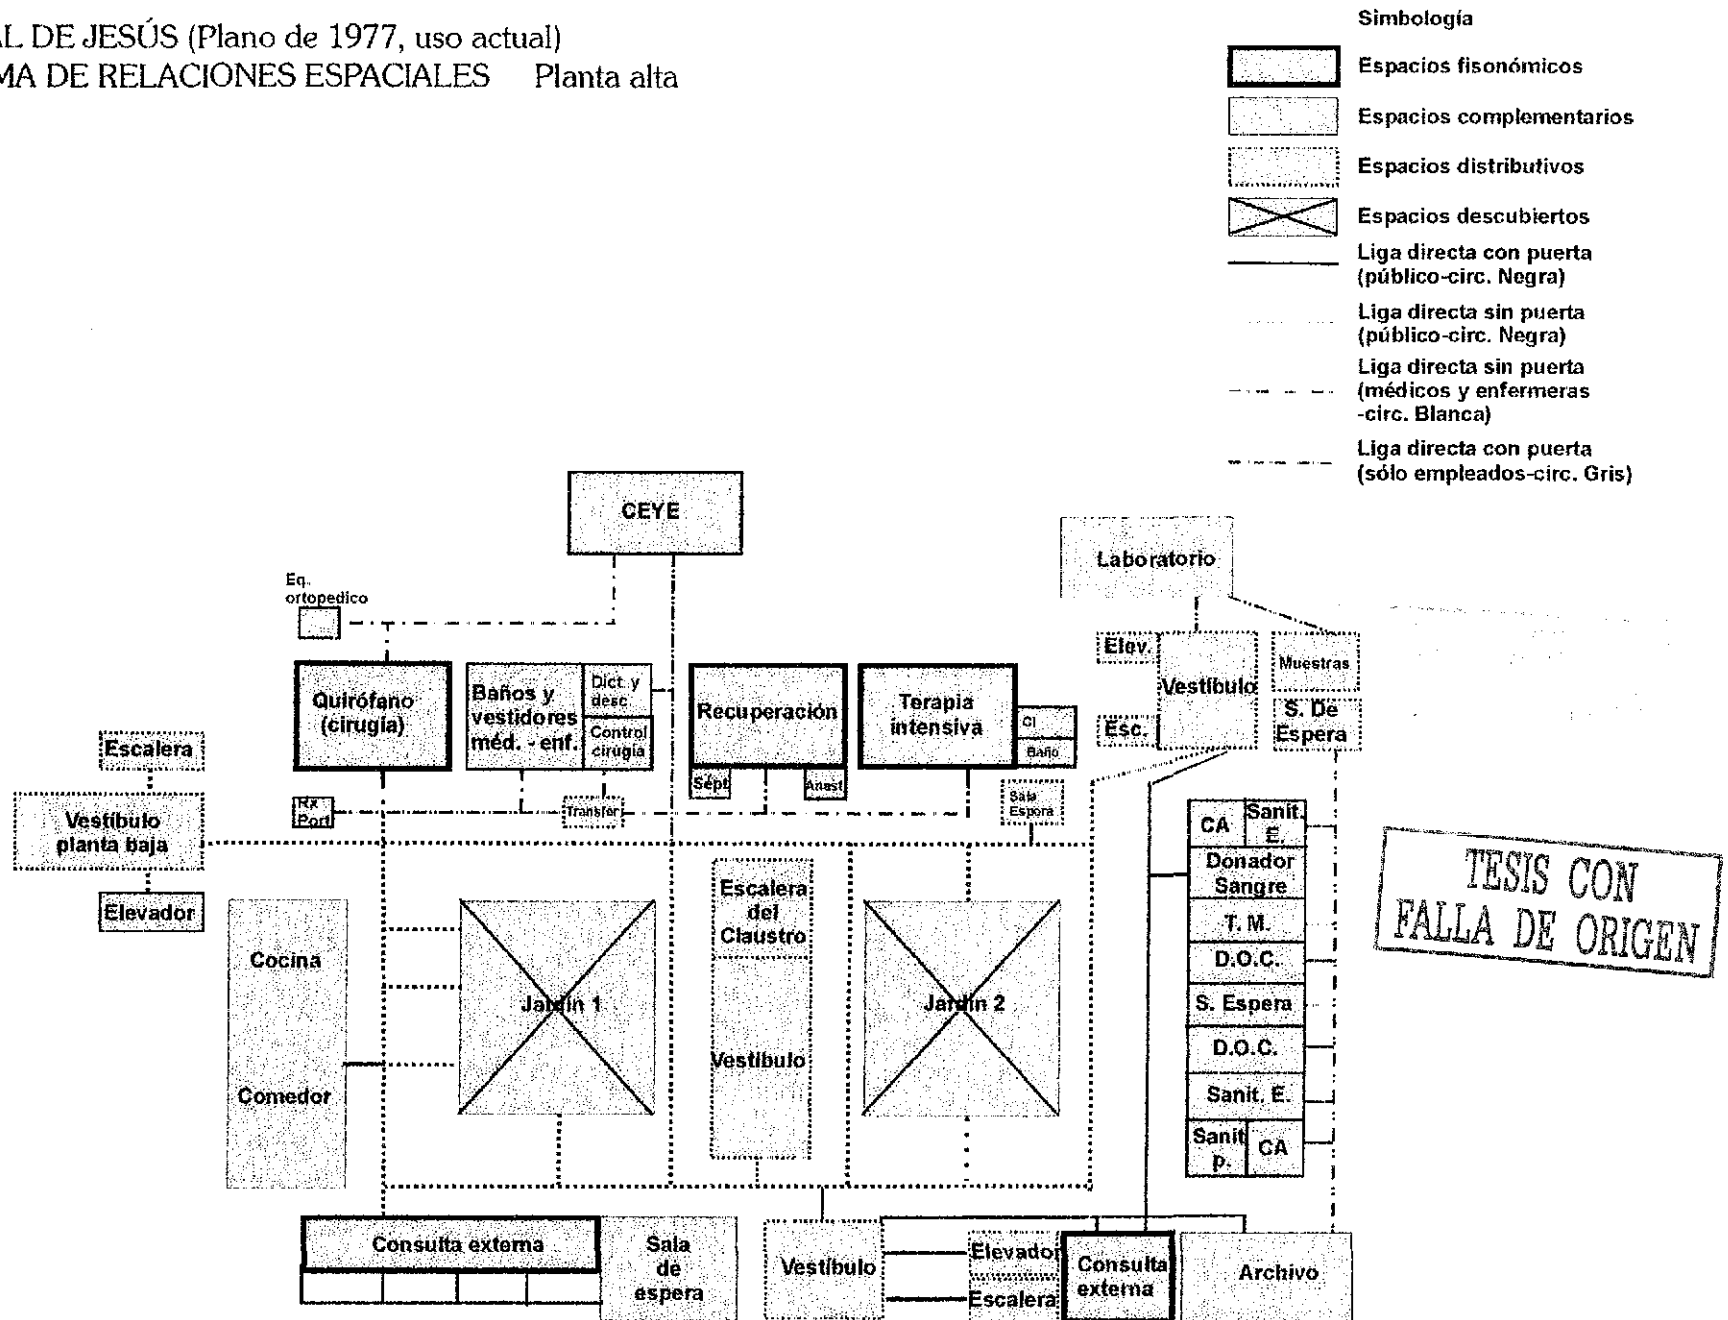 AL DE JESÚS (Plano de 1977, uso actual)
MA DE RELACIONES ESPACIALES Planta alta
Simbología
Espacios fisonómicos
Espacios complementarios
Espacios distributivos
Espacios descubiertos
Liga directa con puerta
(público-circ. Negra)
Liga directa sin puerta
(público-circ. Negra)
Liga directa sin puerta
(médicos y enfermeras
-circ. Blanca)
Liga directa con puerta
(sólo empleados-circ. Gris)
CEYE
Laboratorio
Eq.
ortopedico
Quirófano
(cirugía)
Baños y
vestidores
méd. - enf.
Dict. y
desc
Control
cirugia
Recuperación
Terapia
intensiva
CI
Baño
Elev.
Esc.
Vestíbulo
Muestras
S. De
Espera
Escalera
Vestíbulo
planta baja
Elevador
Rx
Port
Transfer
Sépt
Anest
Sala
Espera
CA
Sanit.
E.
Donador
Sangre
T. M.
D.O.C.
S. Espera
D.O.C.
Sanit. E.
Sanit
p.
CA
Cocina
Comedor
Jardín 1
Escalera
del
Claustro
Vestíbulo
Jardín 2
Consulta externa
Sala
de
espera
Vestíbulo
Elevador
Escalera
Consulta
externa
Archivo
TESIS CON
FALLA DE ORIGEN